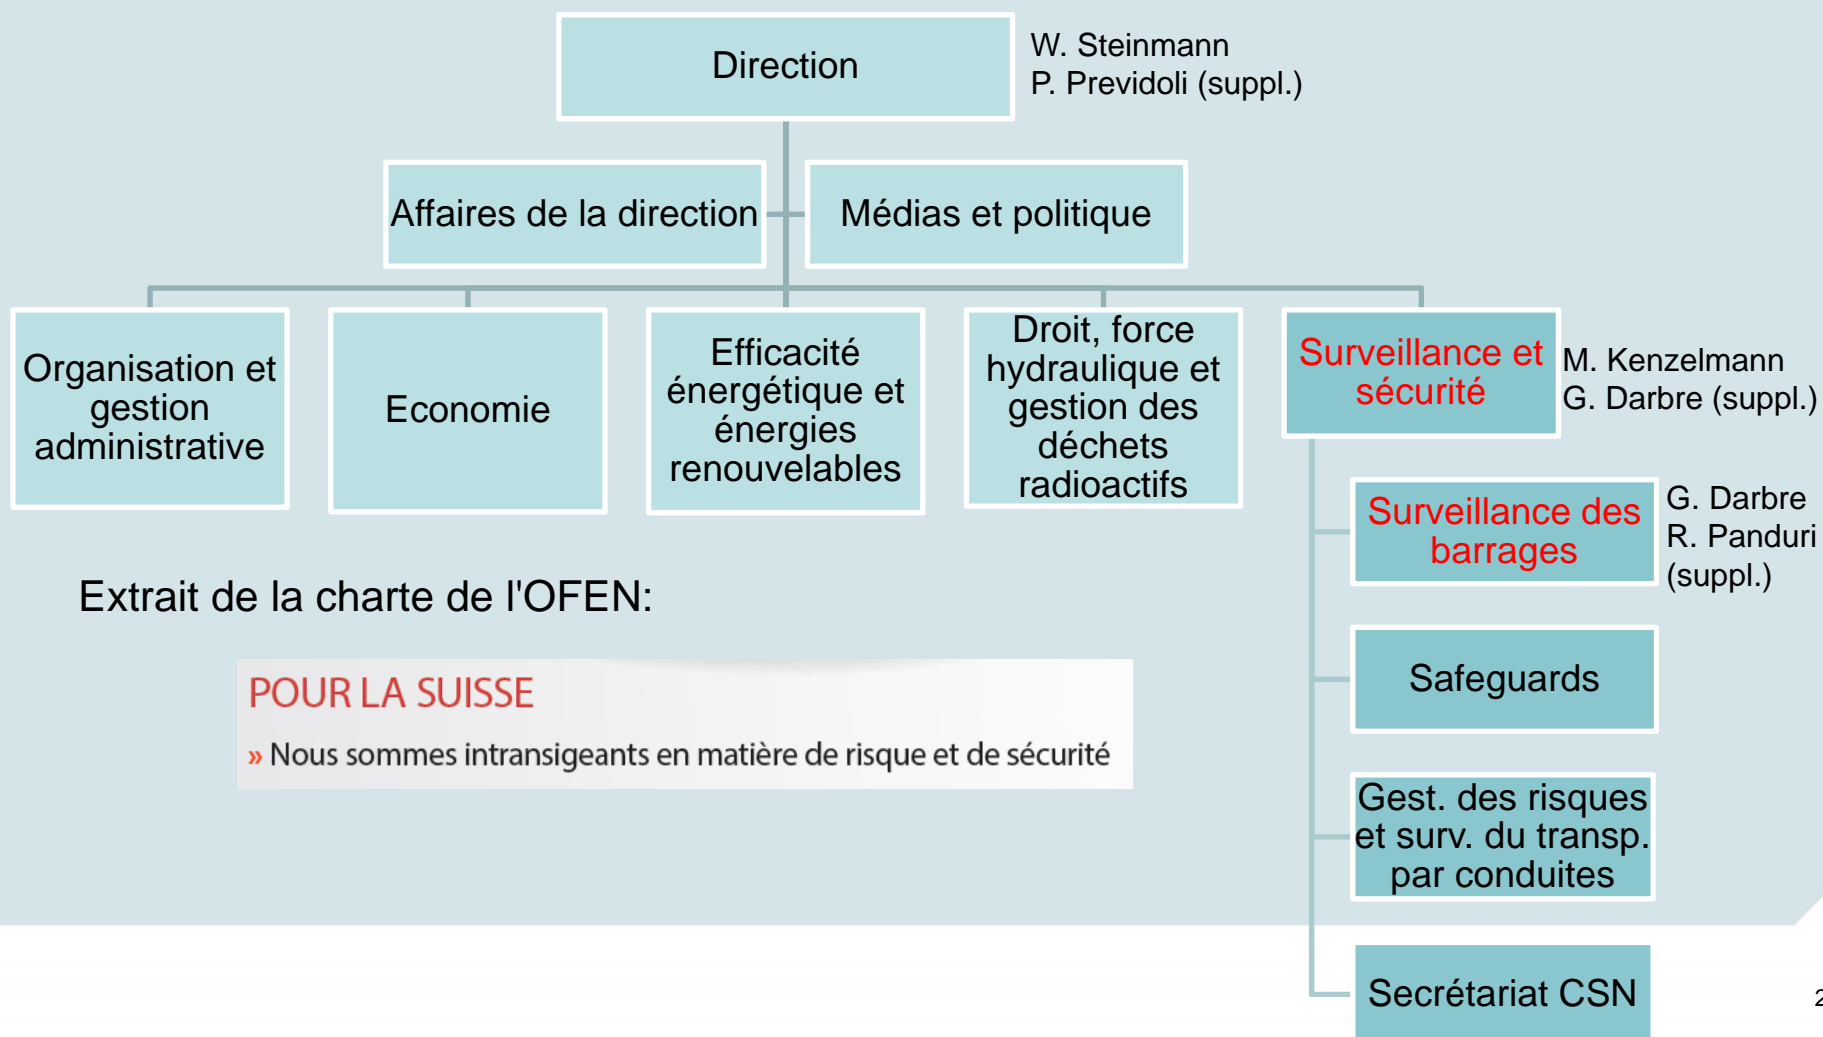 Direction
W. Steinmann
P. Previdoli (suppl.)
Affaires de la direction
Médias et politique
Organisation et
gestion
administrative
Economie
Efficacité
énergétique et
énergies
renouvelables
Droit, force
hydraulique et
gestion des
déchets
radioactifs
Surveillance et
sécurité
M. Kenzelmann
G. Darbre (suppl.)
Surveillance des
barrages
G. Darbre
R. Panduri
(suppl.)
Extrait de la charte de l'OFEN:
POUR LA SUISSE
» Nous sommes intransigeants en matière de risque et de sécurité
Safeguards
Gest. des risques
et surv. du transp.
par conduites
Secrétariat CSN
2